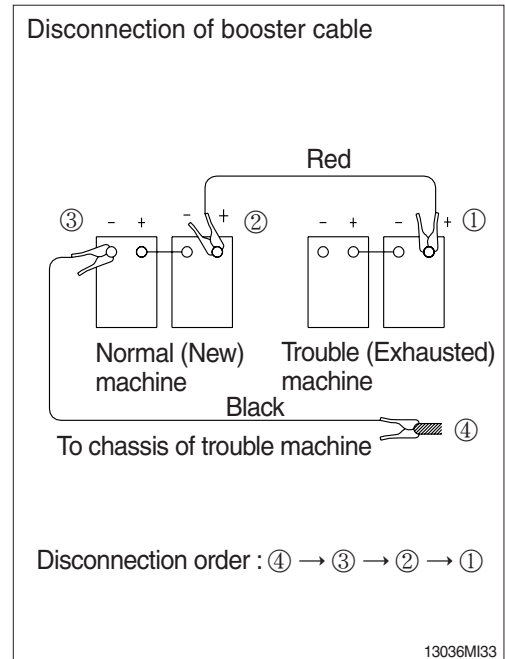 Disconnection of booster cable
Red
③ - + - + ② - + - + ①
Normal (New)
machine
Trouble (Exhausted)
machine
Black
To chassis of trouble machine ④
Disconnection order : ④ → ③ → ② → ①
13036MI33